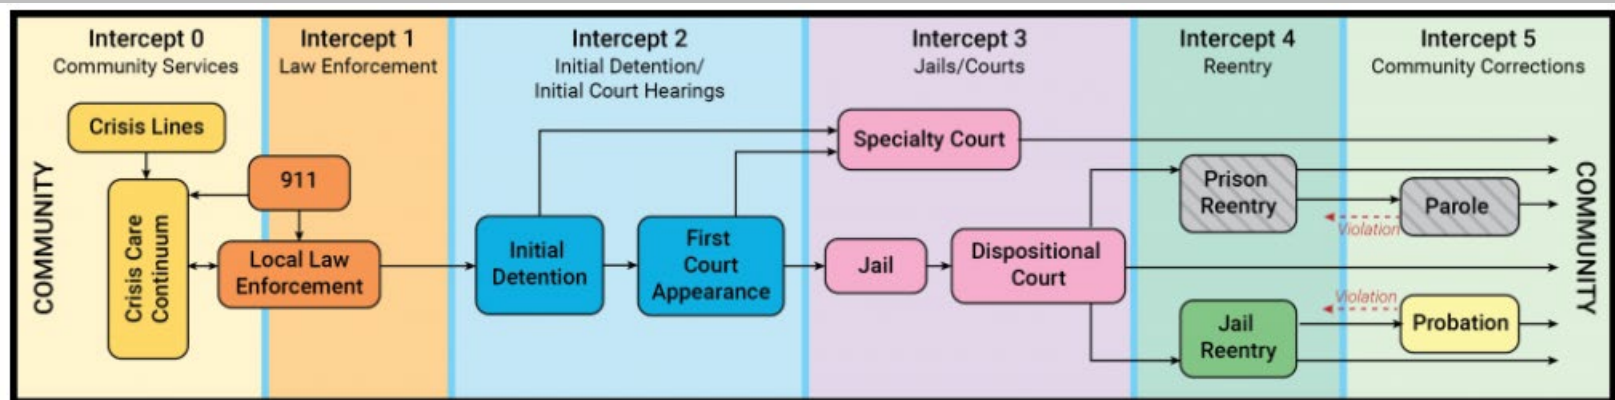 Intercept 0
Community Services
Intercept 1
Law Enforcement
Intercept 2
Initial Detention/
Initial Court Hearings
Intercept 3
Jails/Courts
Intercept 4
Reentry
Intercept 5
Community Corrections
COMMUNITY
Crisis Lines
Crisis Care
Continuum
911
Local Law
Enforcement
Initial
Detention
First
Court
Appearance
Specialty Court
Jail
Dispositional
Court
Prison
Reentry
Parole
Violation
Jail
Reentry
Violation
Probation
COMMUNITY